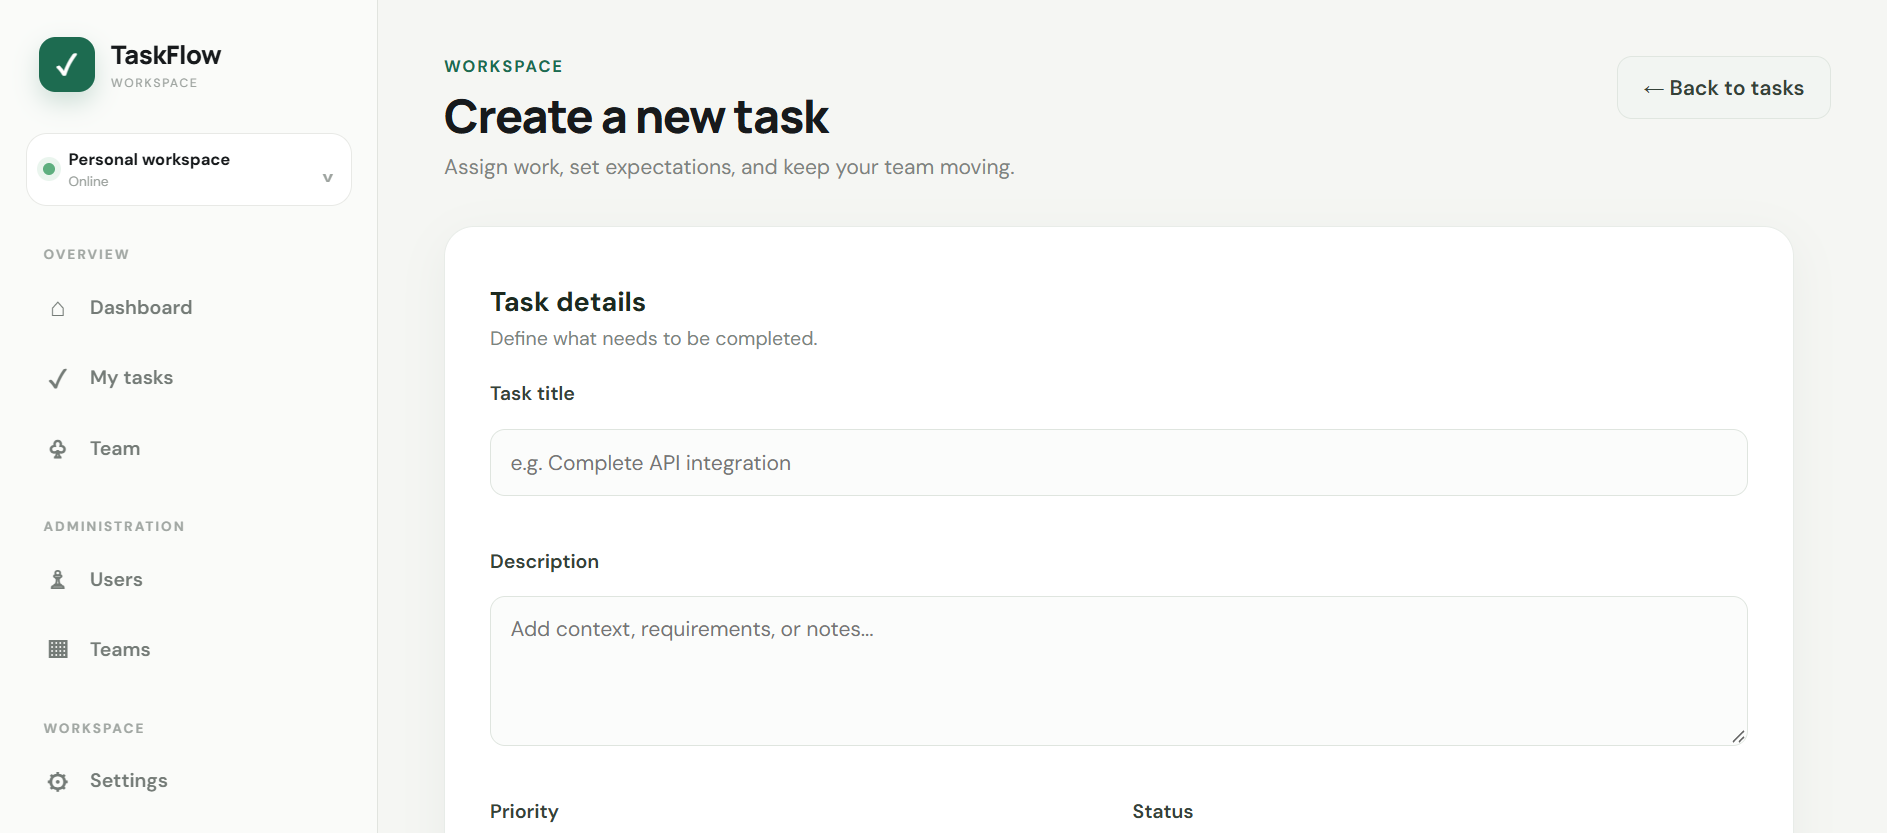 TaskFlow
WORKSPACE
Personal workspace
Online
v
OVERVIEW
Dashboard
My tasks
Team
ADMINISTRATION
Users
Teams
WORKSPACE
Settings
WORKSPACE
Create a new task
Assign work, set expectations, and keep your team moving.
← Back to tasks
Task details
Define what needs to be completed.
Task title
e.g. Complete API integration
Description
Add context, requirements, or notes...
Priority
Status